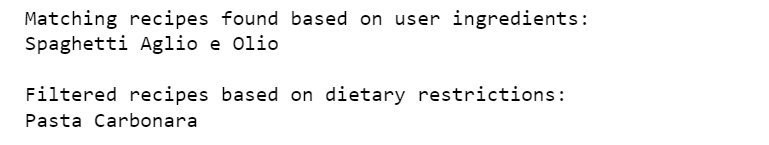 Matching recipes found based on user ingredients:
Spaghetti Aglio e Olio
Filtered recipes based on dietary restrictions:
Pasta Carbonara